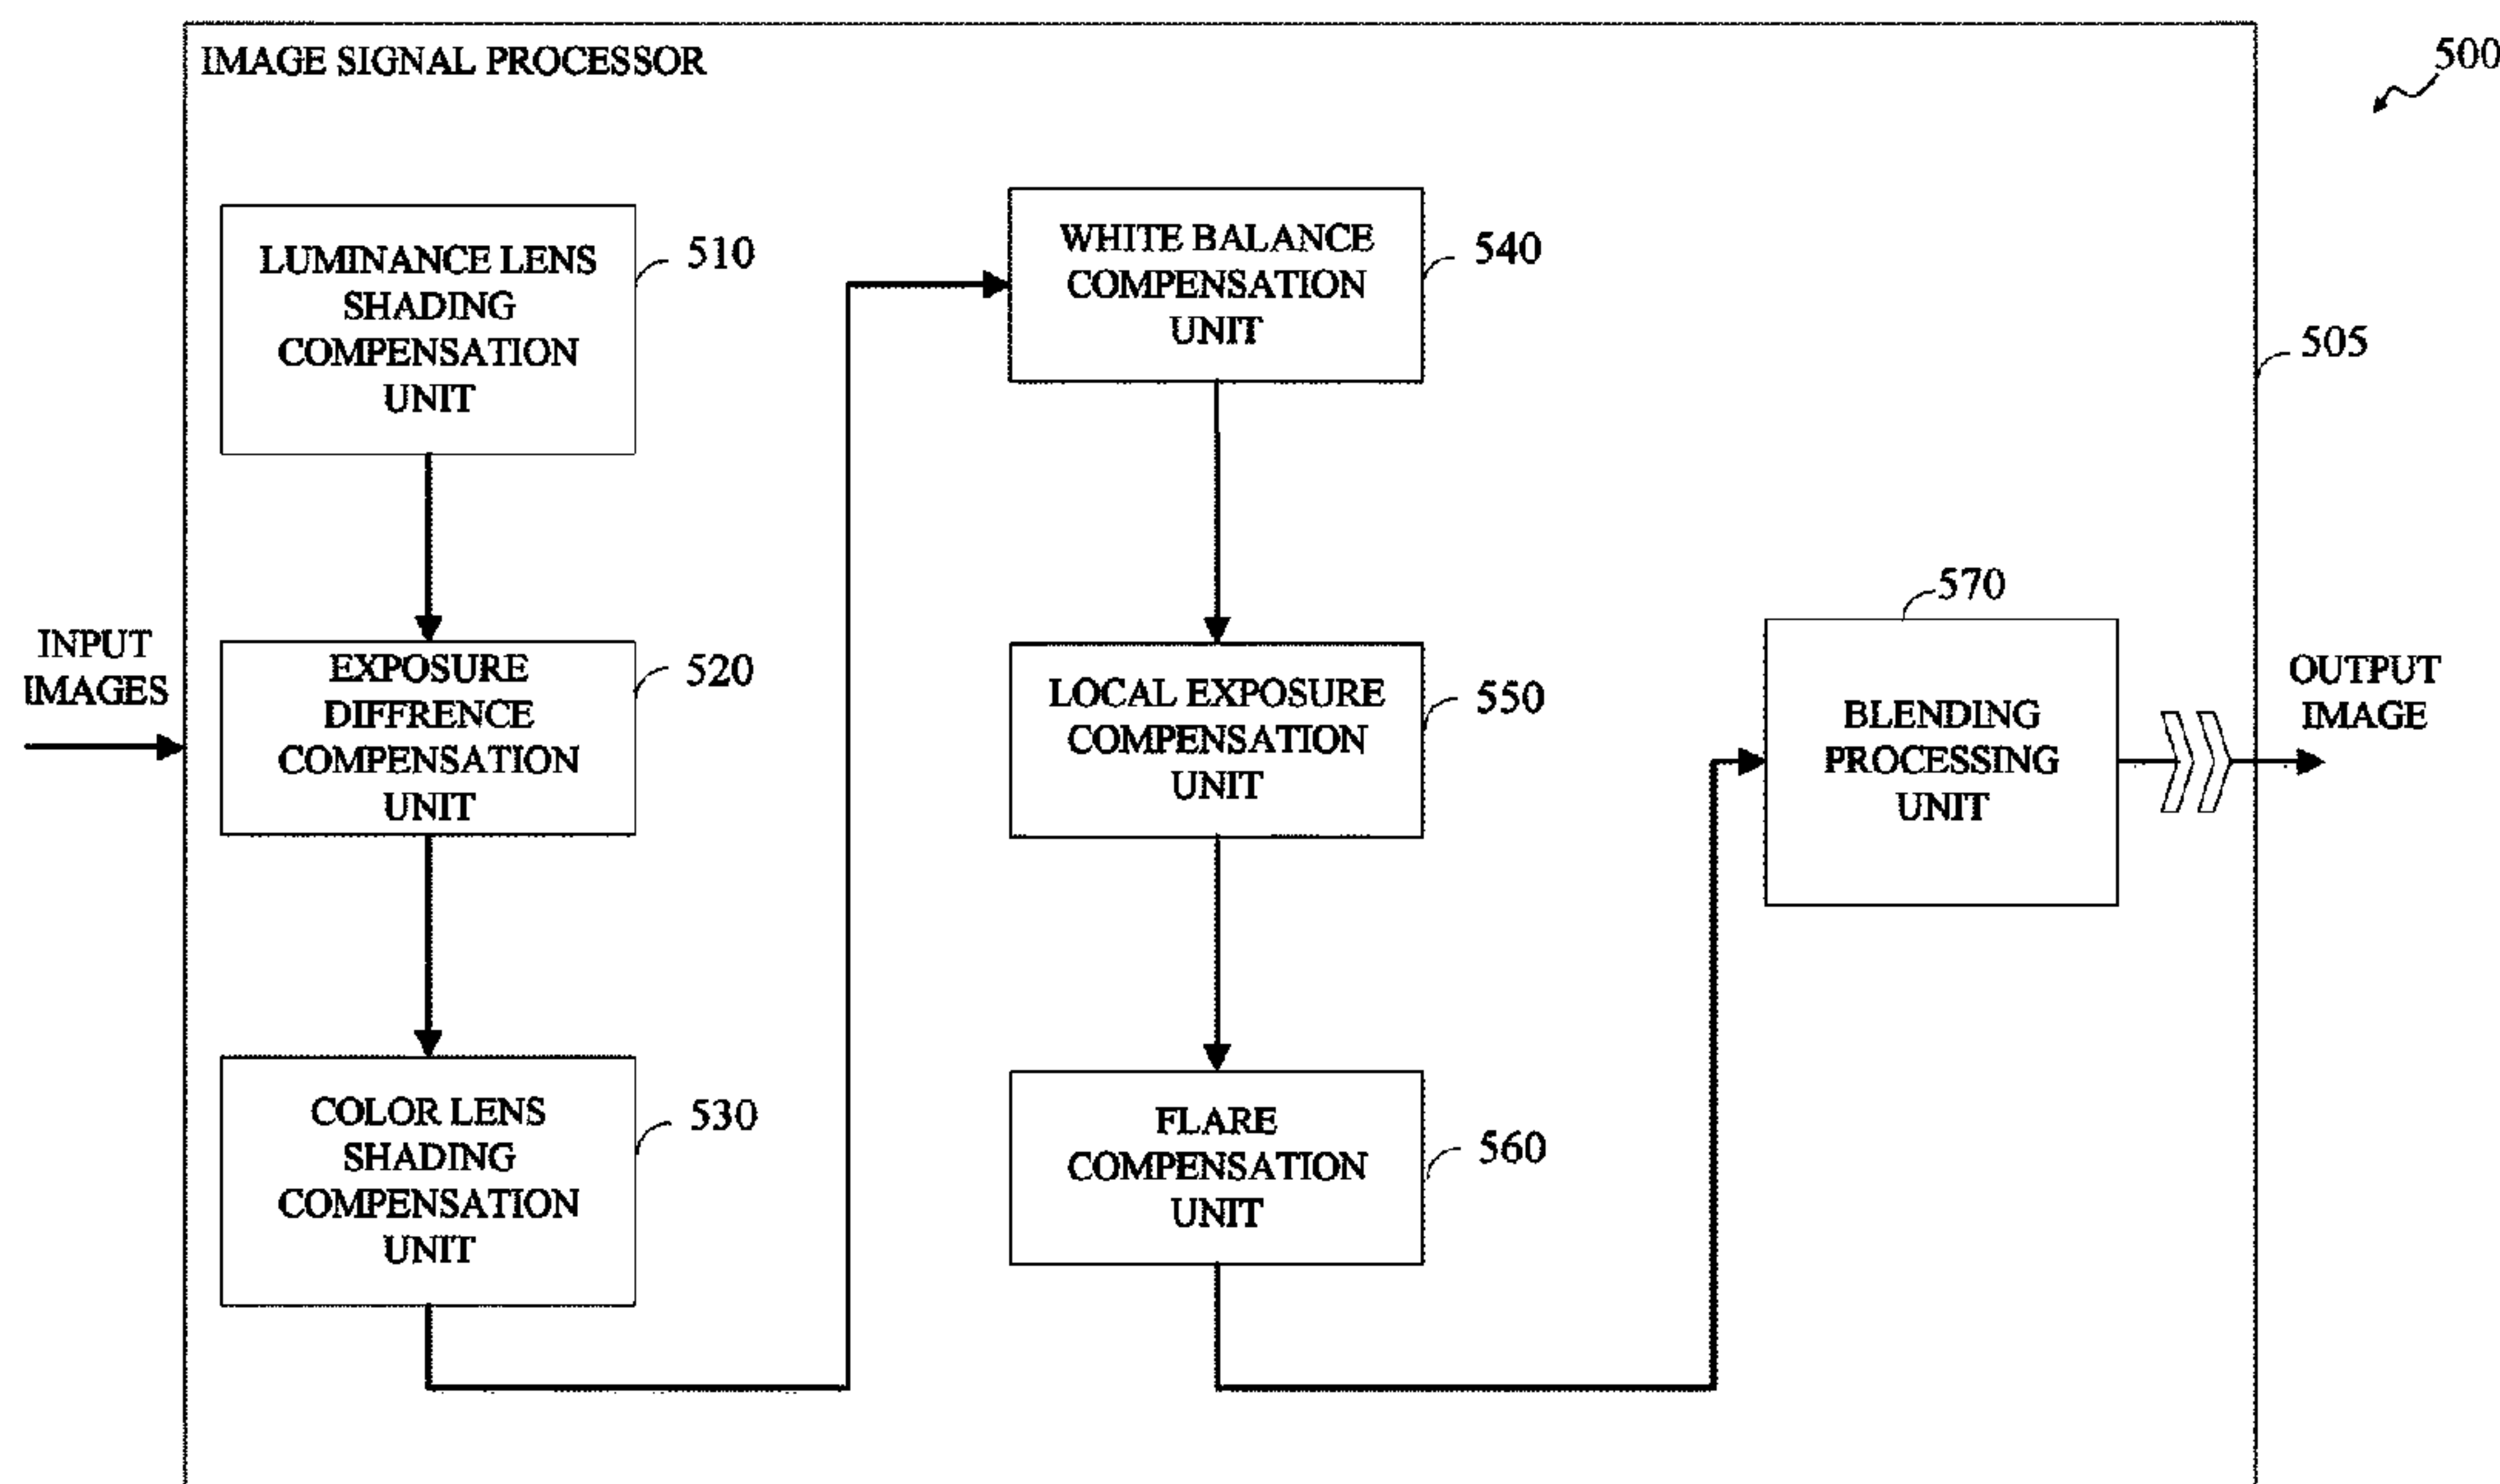 IMAGE SIGNAL PROCESSOR
500
LUMINANCE LENS
SHADING
COMPENSATION
UNIT
510
EXPOSURE
DIFFRENCE
COMPENSATION
UNIT
520
COLOR LENS
SHADING
COMPENSATION
UNIT
530
WHITE BALANCE
COMPENSATION
UNIT
540
LOCAL EXPOSURE
COMPENSATION
UNIT
550
FLARE
COMPENSATION
UNIT
560
BLENDING
PROCESSING
UNIT
570
505
INPUT
IMAGES
OUTPUT
IMAGE